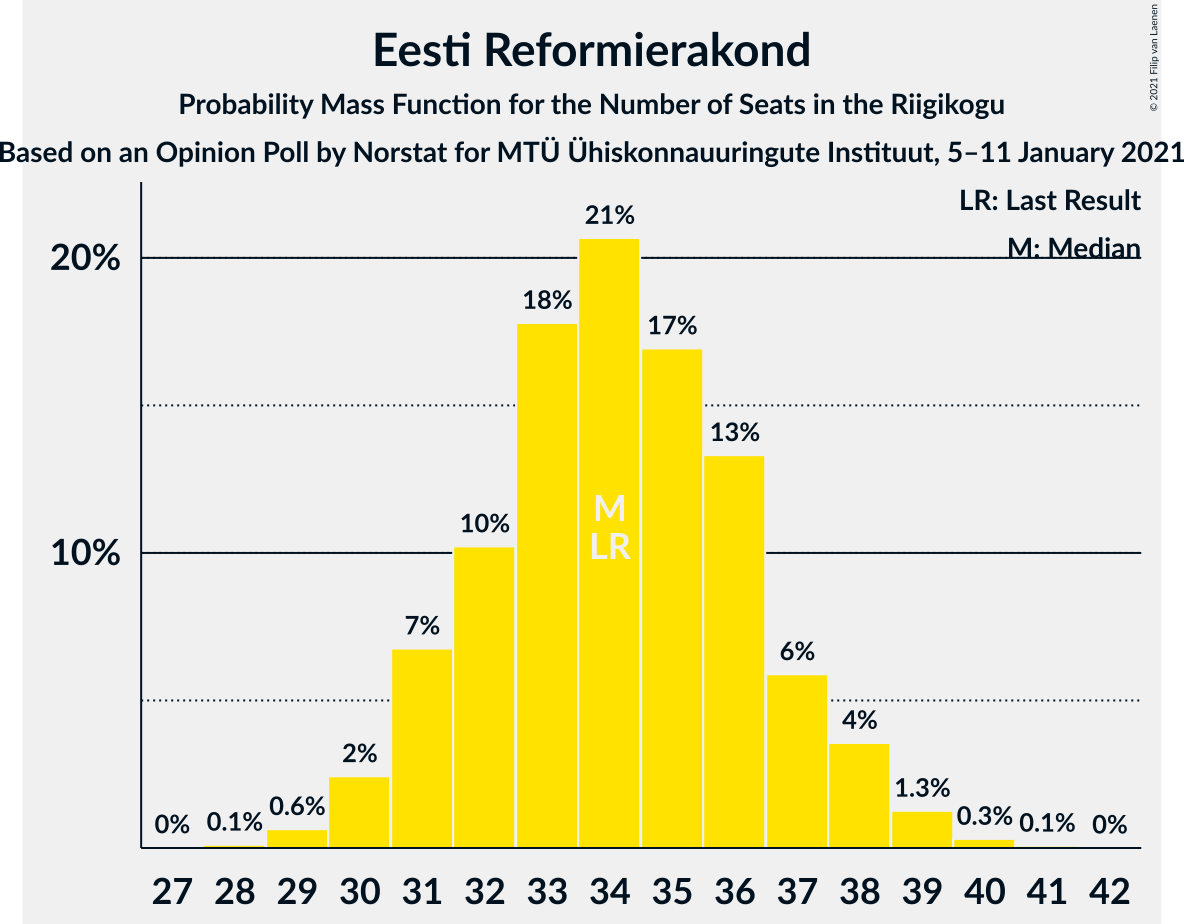 © 2021 Filip van Laenen
Eesti Reformierakond
Probability Mass Function for the Number of Seats in the Riigikogu
Based on an Opinion Poll by Norstat for MTÜ Ühiskonnauuringute Instituut, 5–11 January 2021
LR: Last Result
M: Median
20%
10%
0%
0.1%
0.6%
2%
7%
10%
18%
21%
17%
13%
6%
4%
1.3%
0.3%
0.1%
0%
M
LR
27 28 29 30 31 32 33 34 35 36 37 38 39 40 41 42